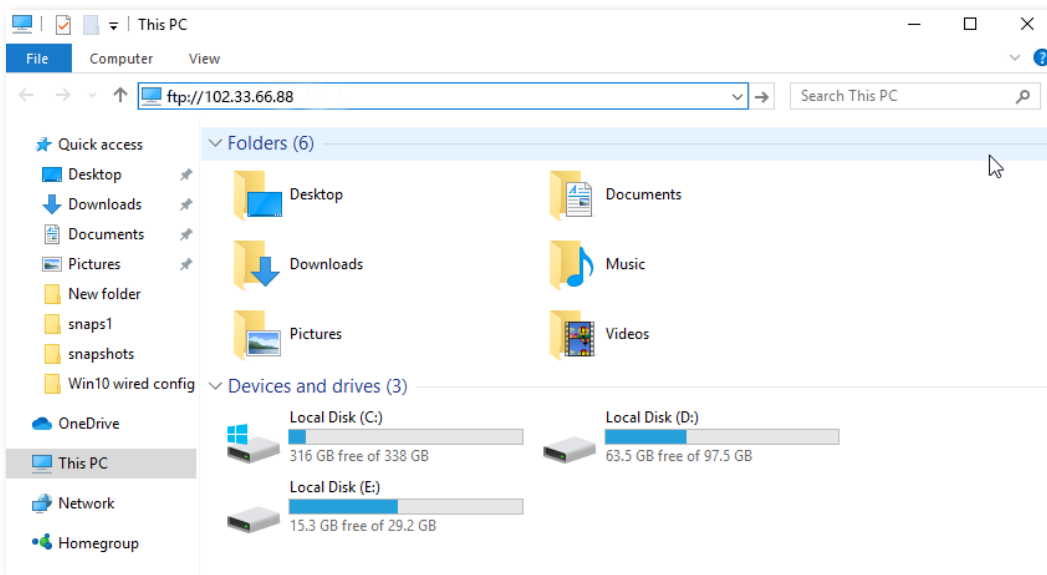 This PC
File Computer View
ftp://102.33.66.88
Search This PC
Quick access
Desktop
Downloads
Documents
Pictures
New folder
snaps1
snapshots
Win10 wired config
OneDrive
This PC
Network
Homegroup
Folders (6)
Desktop Documents
Downloads Music
Pictures Videos
Devices and drives (3)
Local Disk (C:) Local Disk (D:)
316 GB free of 338 GB 63.5 GB free of 97.5 GB
Local Disk (E:)
15.3 GB free of 29.2 GB